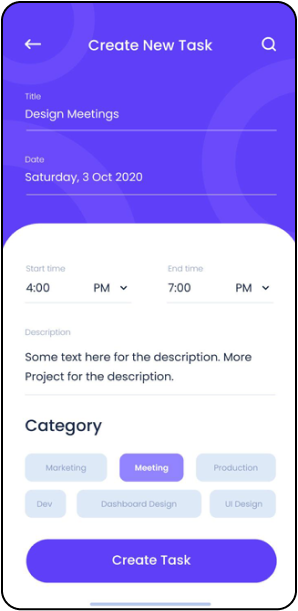 Create New Task
Title
Design Meetings
Date
Saturday, 3 Oct 2020
Start time End time
4:00 PM 7:00 PM
Description
Some text here for the description. More
Project for the description.
Category
Marketing Meeting Production
Dev Dashboard Design UI Design
Create Task